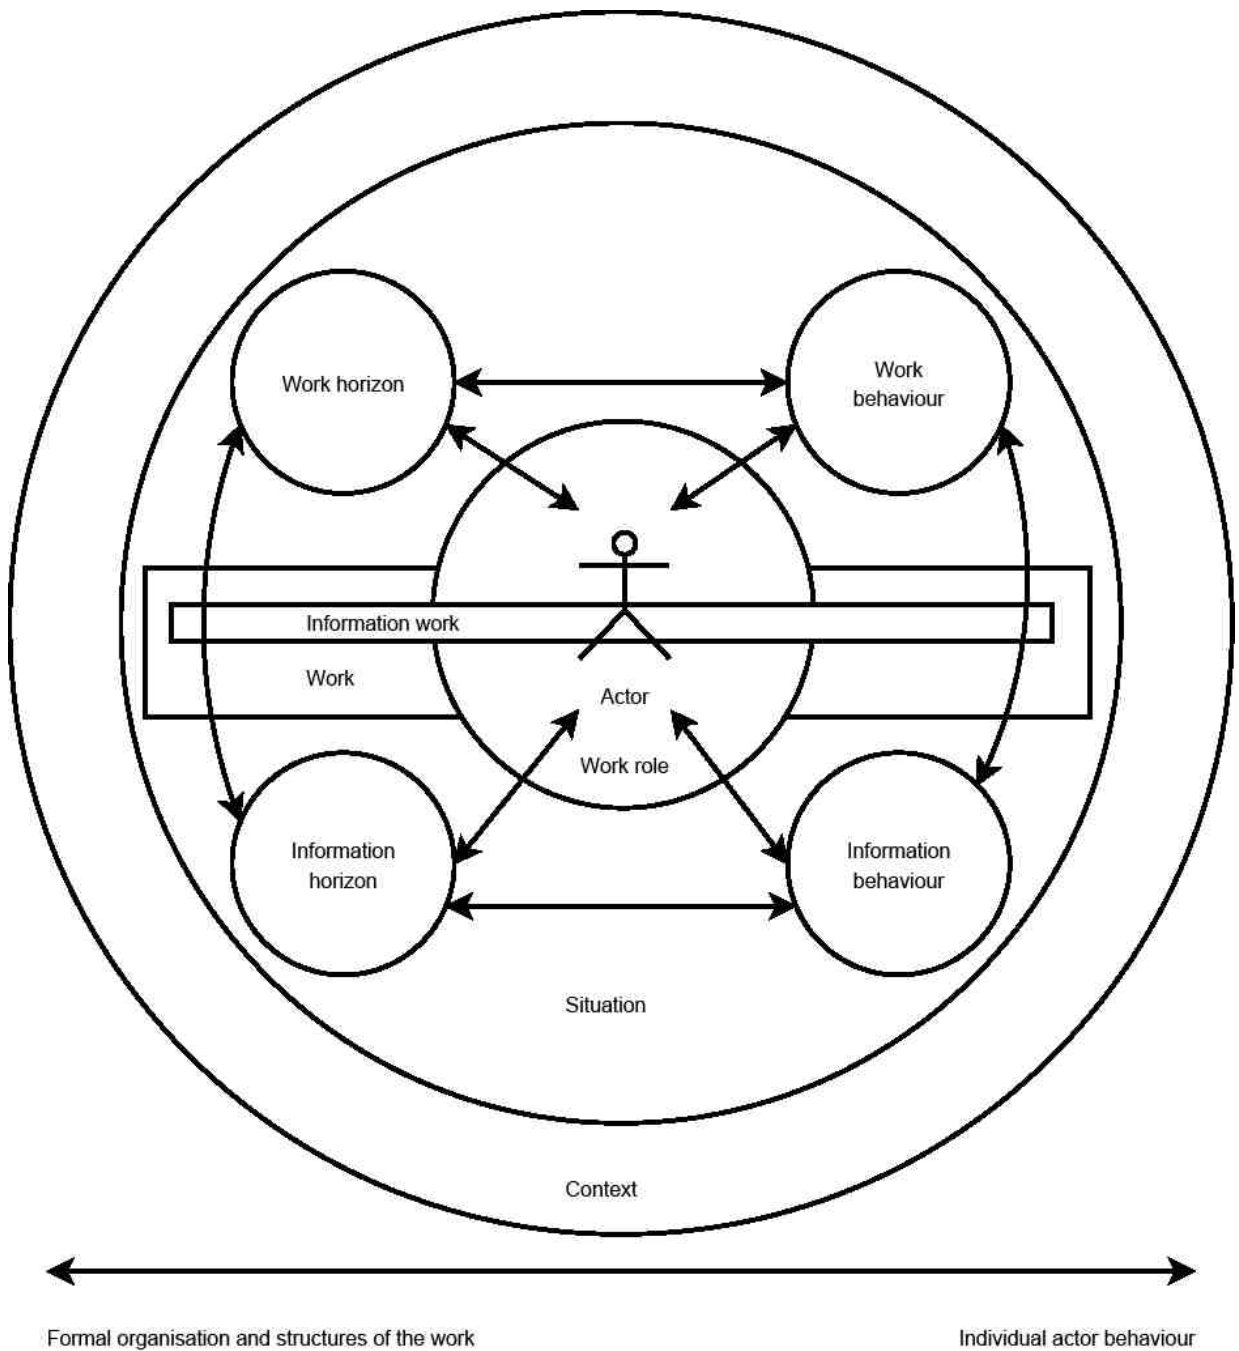 Work horizon
Work
behaviour
Information work
Work
Actor
Work role
Information
horizon
Information
behaviour
Situation
Context
Formal organisation and structures of the work
Individual actor behaviour